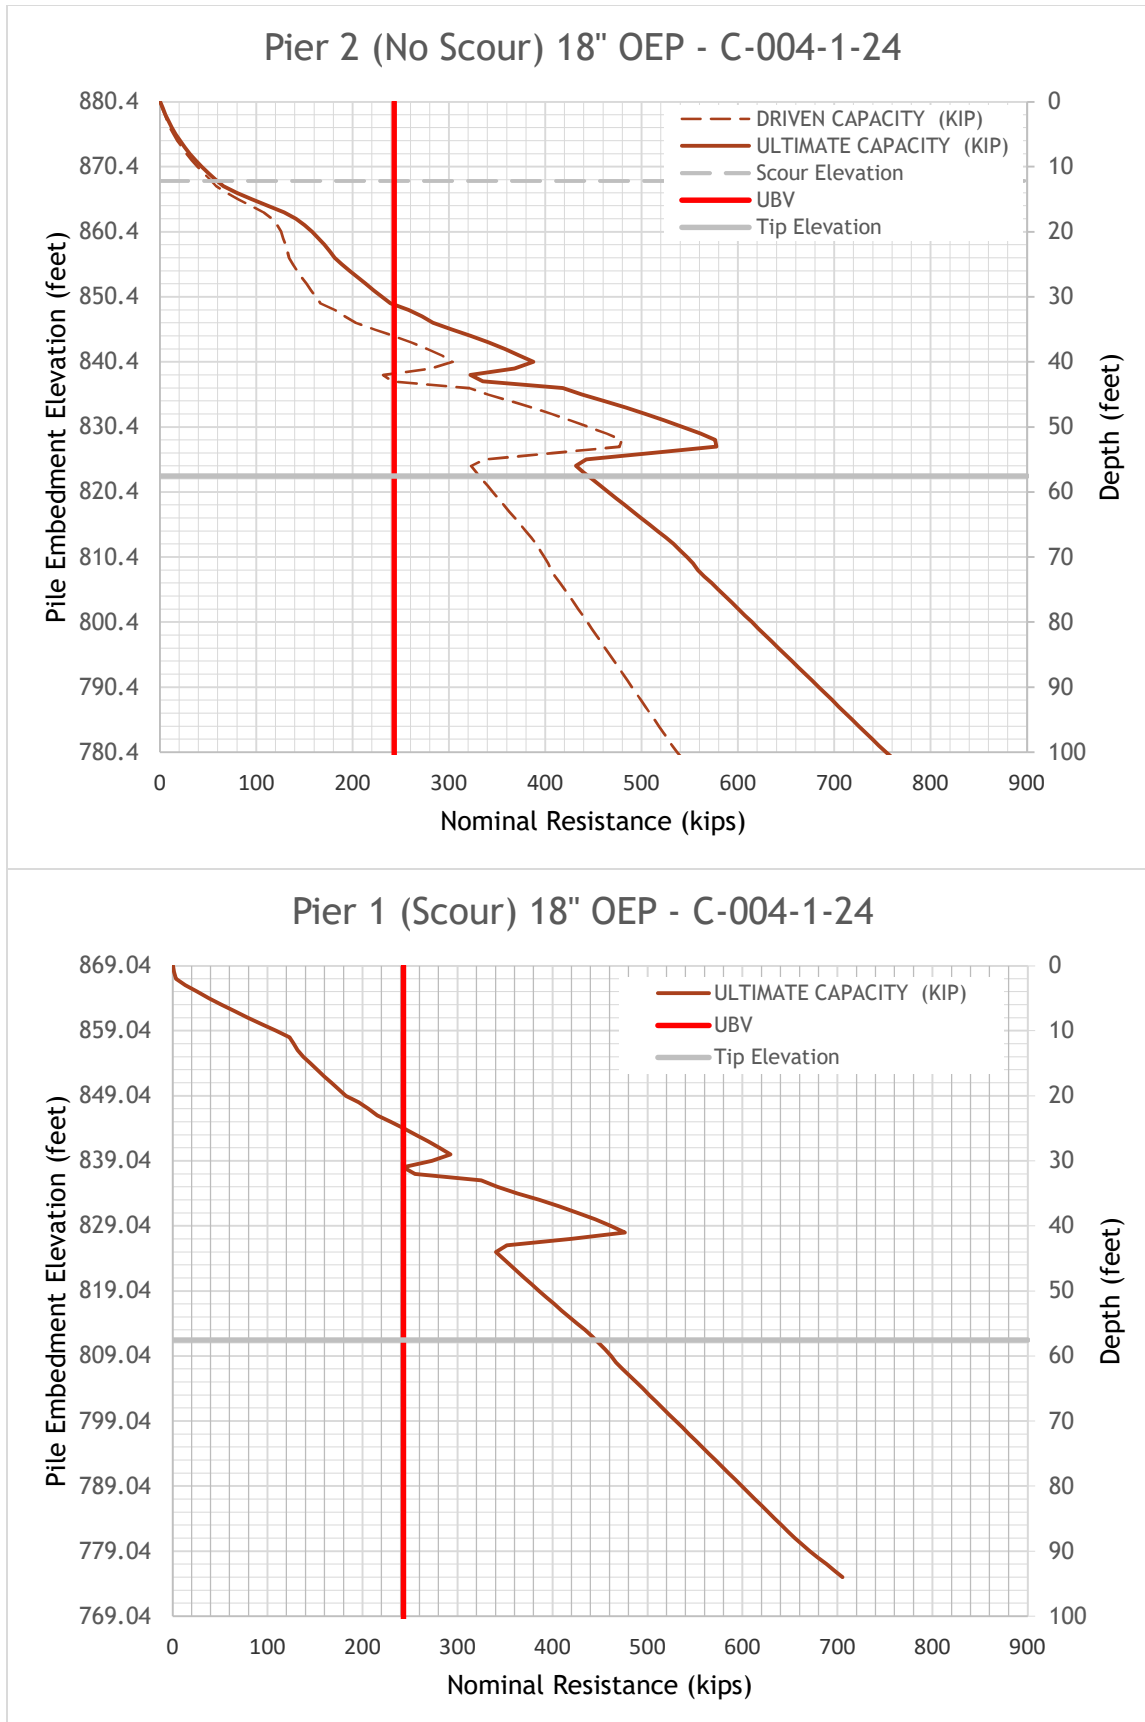 Pier 2 (No Scour) 18" OEP - C-004-1-24
880.4
870.4
860.4
850.4
840.4
830.4
820.4
810.4
800.4
790.4
780.4
Pile Embedment Elevation (feet)
DRIVEN CAPACITY (KIP)
ULTIMATE CAPACITY (KIP)
Scour Elevation
UBV
Tip Elevation
0
10
20
30
40
50
60
70
80
90
100
Depth (feet)
0 100 200 300 400 500 600 700 800 900
Nominal Resistance (kips)
Pier 1 (Scour) 18" OEP - C-004-1-24
869.04
859.04
849.04
839.04
829.04
819.04
809.04
799.04
789.04
779.04
769.04
Pile Embedment Elevation (feet)
ULTIMATE CAPACITY (KIP)
UBV
Tip Elevation
0
10
20
30
40
50
60
70
80
90
100
Depth (feet)
0 100 200 300 400 500 600 700 800 900
Nominal Resistance (kips)